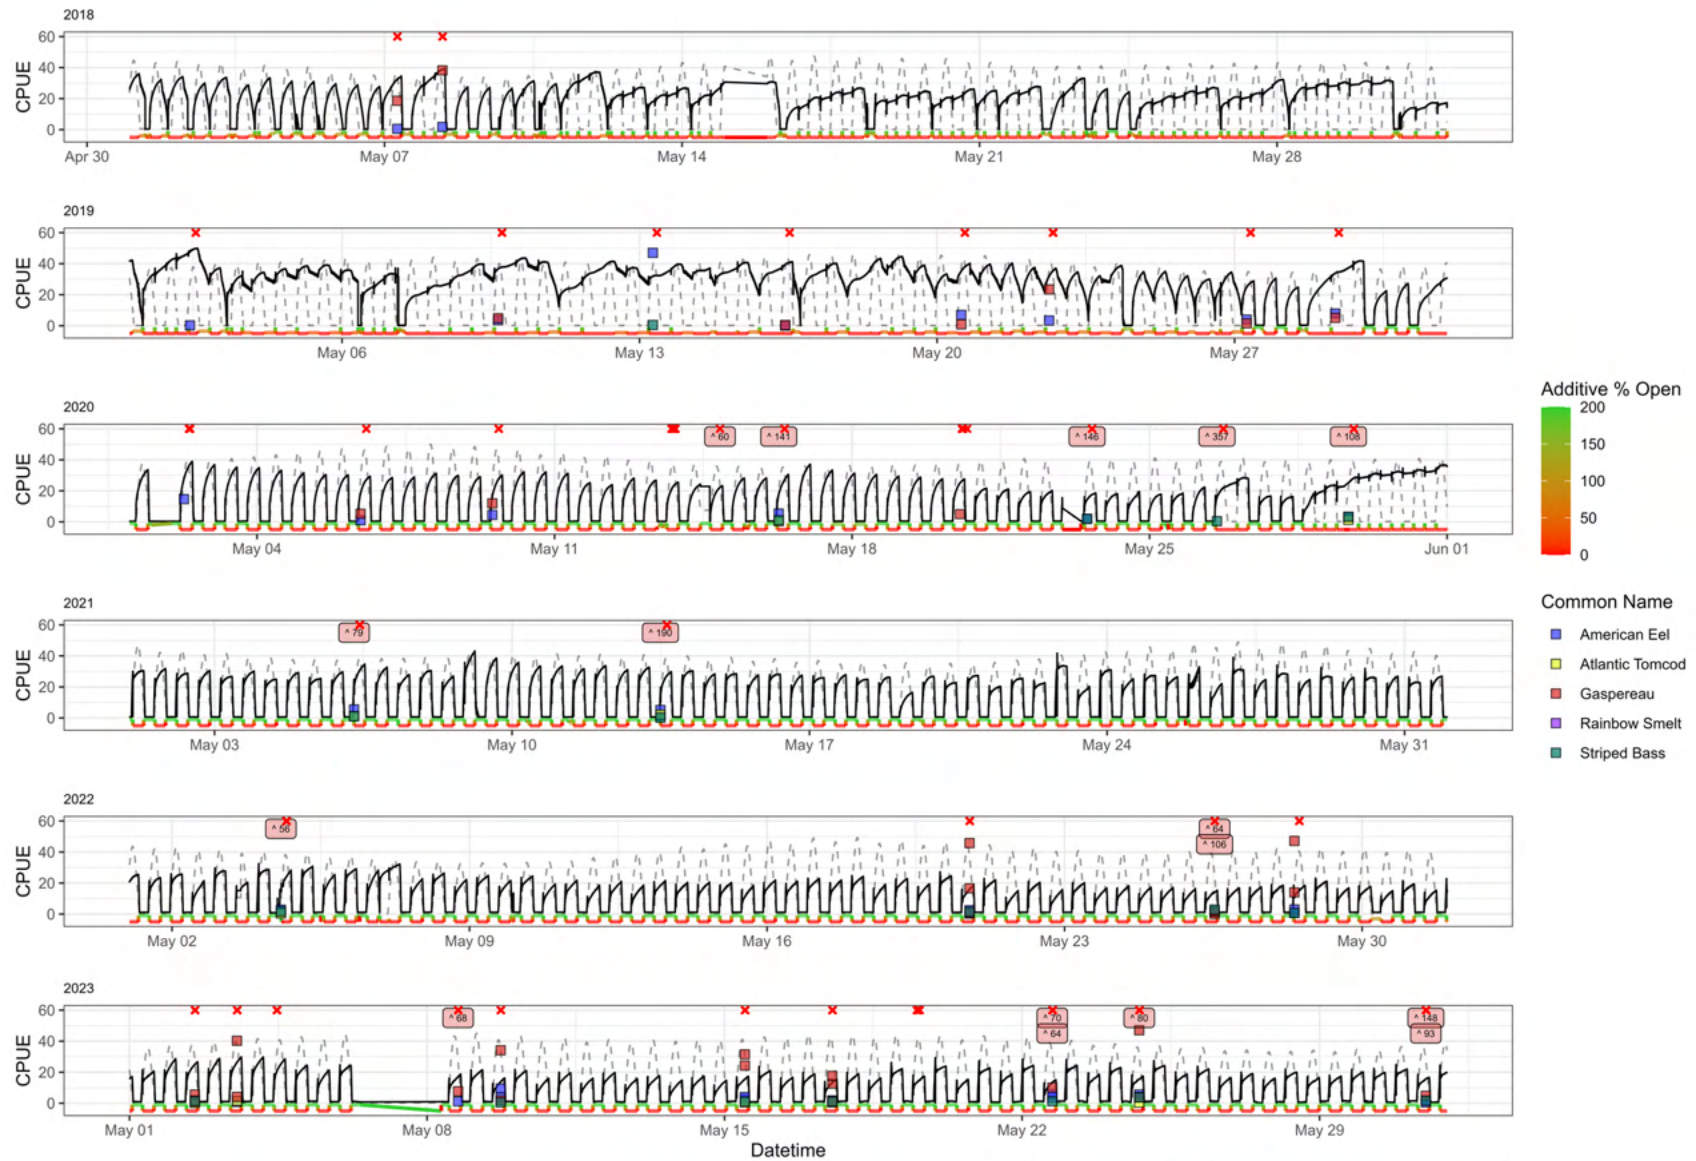 2018
60
40
20
0
CPUE
Apr 30 May 07 May 14 May 21 May 28
2019
60
40
20
0
CPUE
May 06 May 13 May 20 May 27
2020
60
40
20
0
CPUE
^ 60 ^ 141 ^ 146 ^ 357 ^ 108
May 04 May 11 May 18 May 25 Jun 01
2021
60
40
20
0
CPUE
^ 79 ^ 190
May 03 May 10 May 17 May 24 May 31
2022
60
40
20
0
CPUE
^ 56 ^ 64
^ 106
May 02 May 09 May 16 May 23 May 30
2023
60
40
20
0
CPUE
^ 68 ^ 70 ^ 80 ^ 148
^ 64 ^ 93
May 01 May 08 May 15 May 22 May 29
Datetime
Additive % Open
200
150
100
50
0
Common Name
American Eel
Atlantic Tomcod
Gaspereau
Rainbow Smelt
Striped Bass